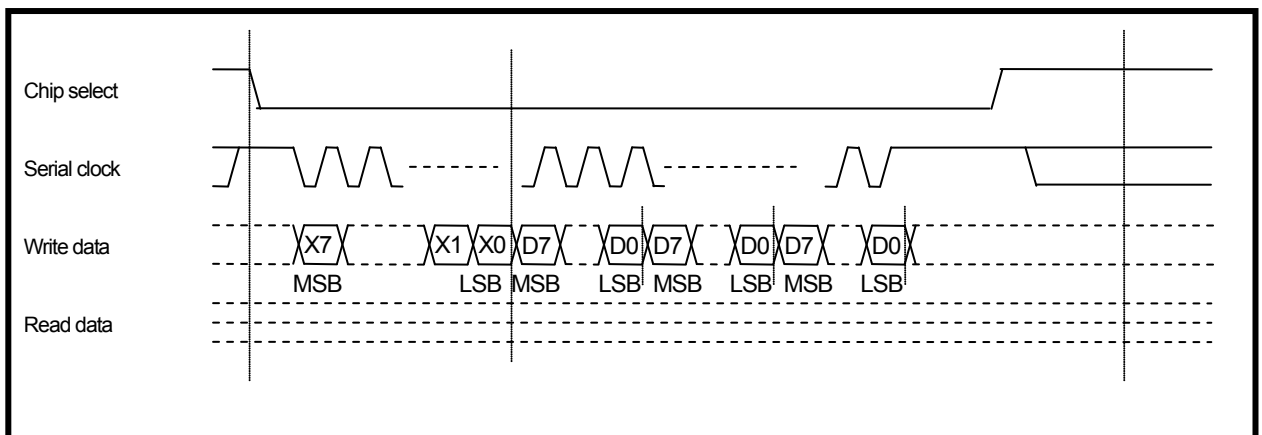 Chip select
Serial clock
Write data X7 X1 X0 D7 D0 D7 D0 D7 D0
MSB LSB MSB LSB MSB LSB MSB LSB
Read data